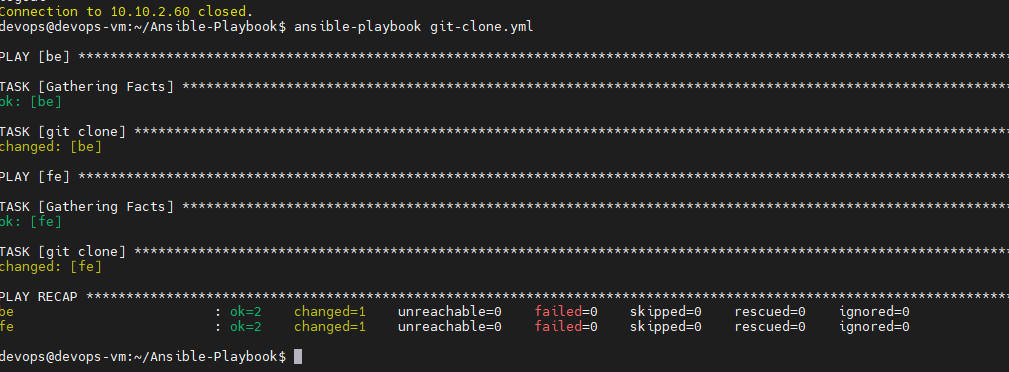 Connection to 10.10.2.60 closed.
devops@devops-vm:~/Ansible-Playbook$ ansible-playbook git-clone.yml
PLAY [be] *********************************************************************************************************************
TASK [Gathering Facts] ********************************************************************************************************
ok: [be]
TASK [git clone] **************************************************************************************************************
changed: [be]
PLAY [fe] *********************************************************************************************************************
TASK [Gathering Facts] ********************************************************************************************************
ok: [fe]
TASK [git clone] **************************************************************************************************************
changed: [fe]
PLAY RECAP ********************************************************************************************************************
be : ok=2 changed=1 unreachable=0 failed=0 skipped=0 rescued=0 ignored=0
fe : ok=2 changed=1 unreachable=0 failed=0 skipped=0 rescued=0 ignored=0
devops@devops-vm:~/Ansible-Playbook$